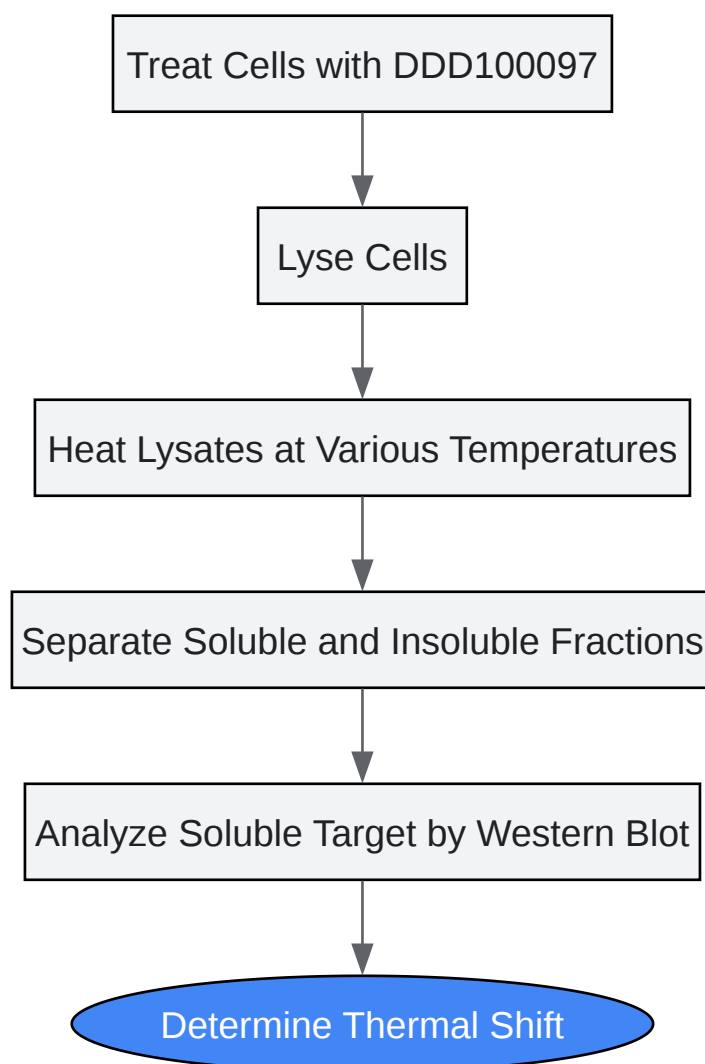 Treat Cells with DDD100097
Lyse Cells
Heat Lysates at Various Temperatures
Separate Soluble and Insoluble Fractions
Analyze Soluble Target by Western Blot
Determine Thermal Shift